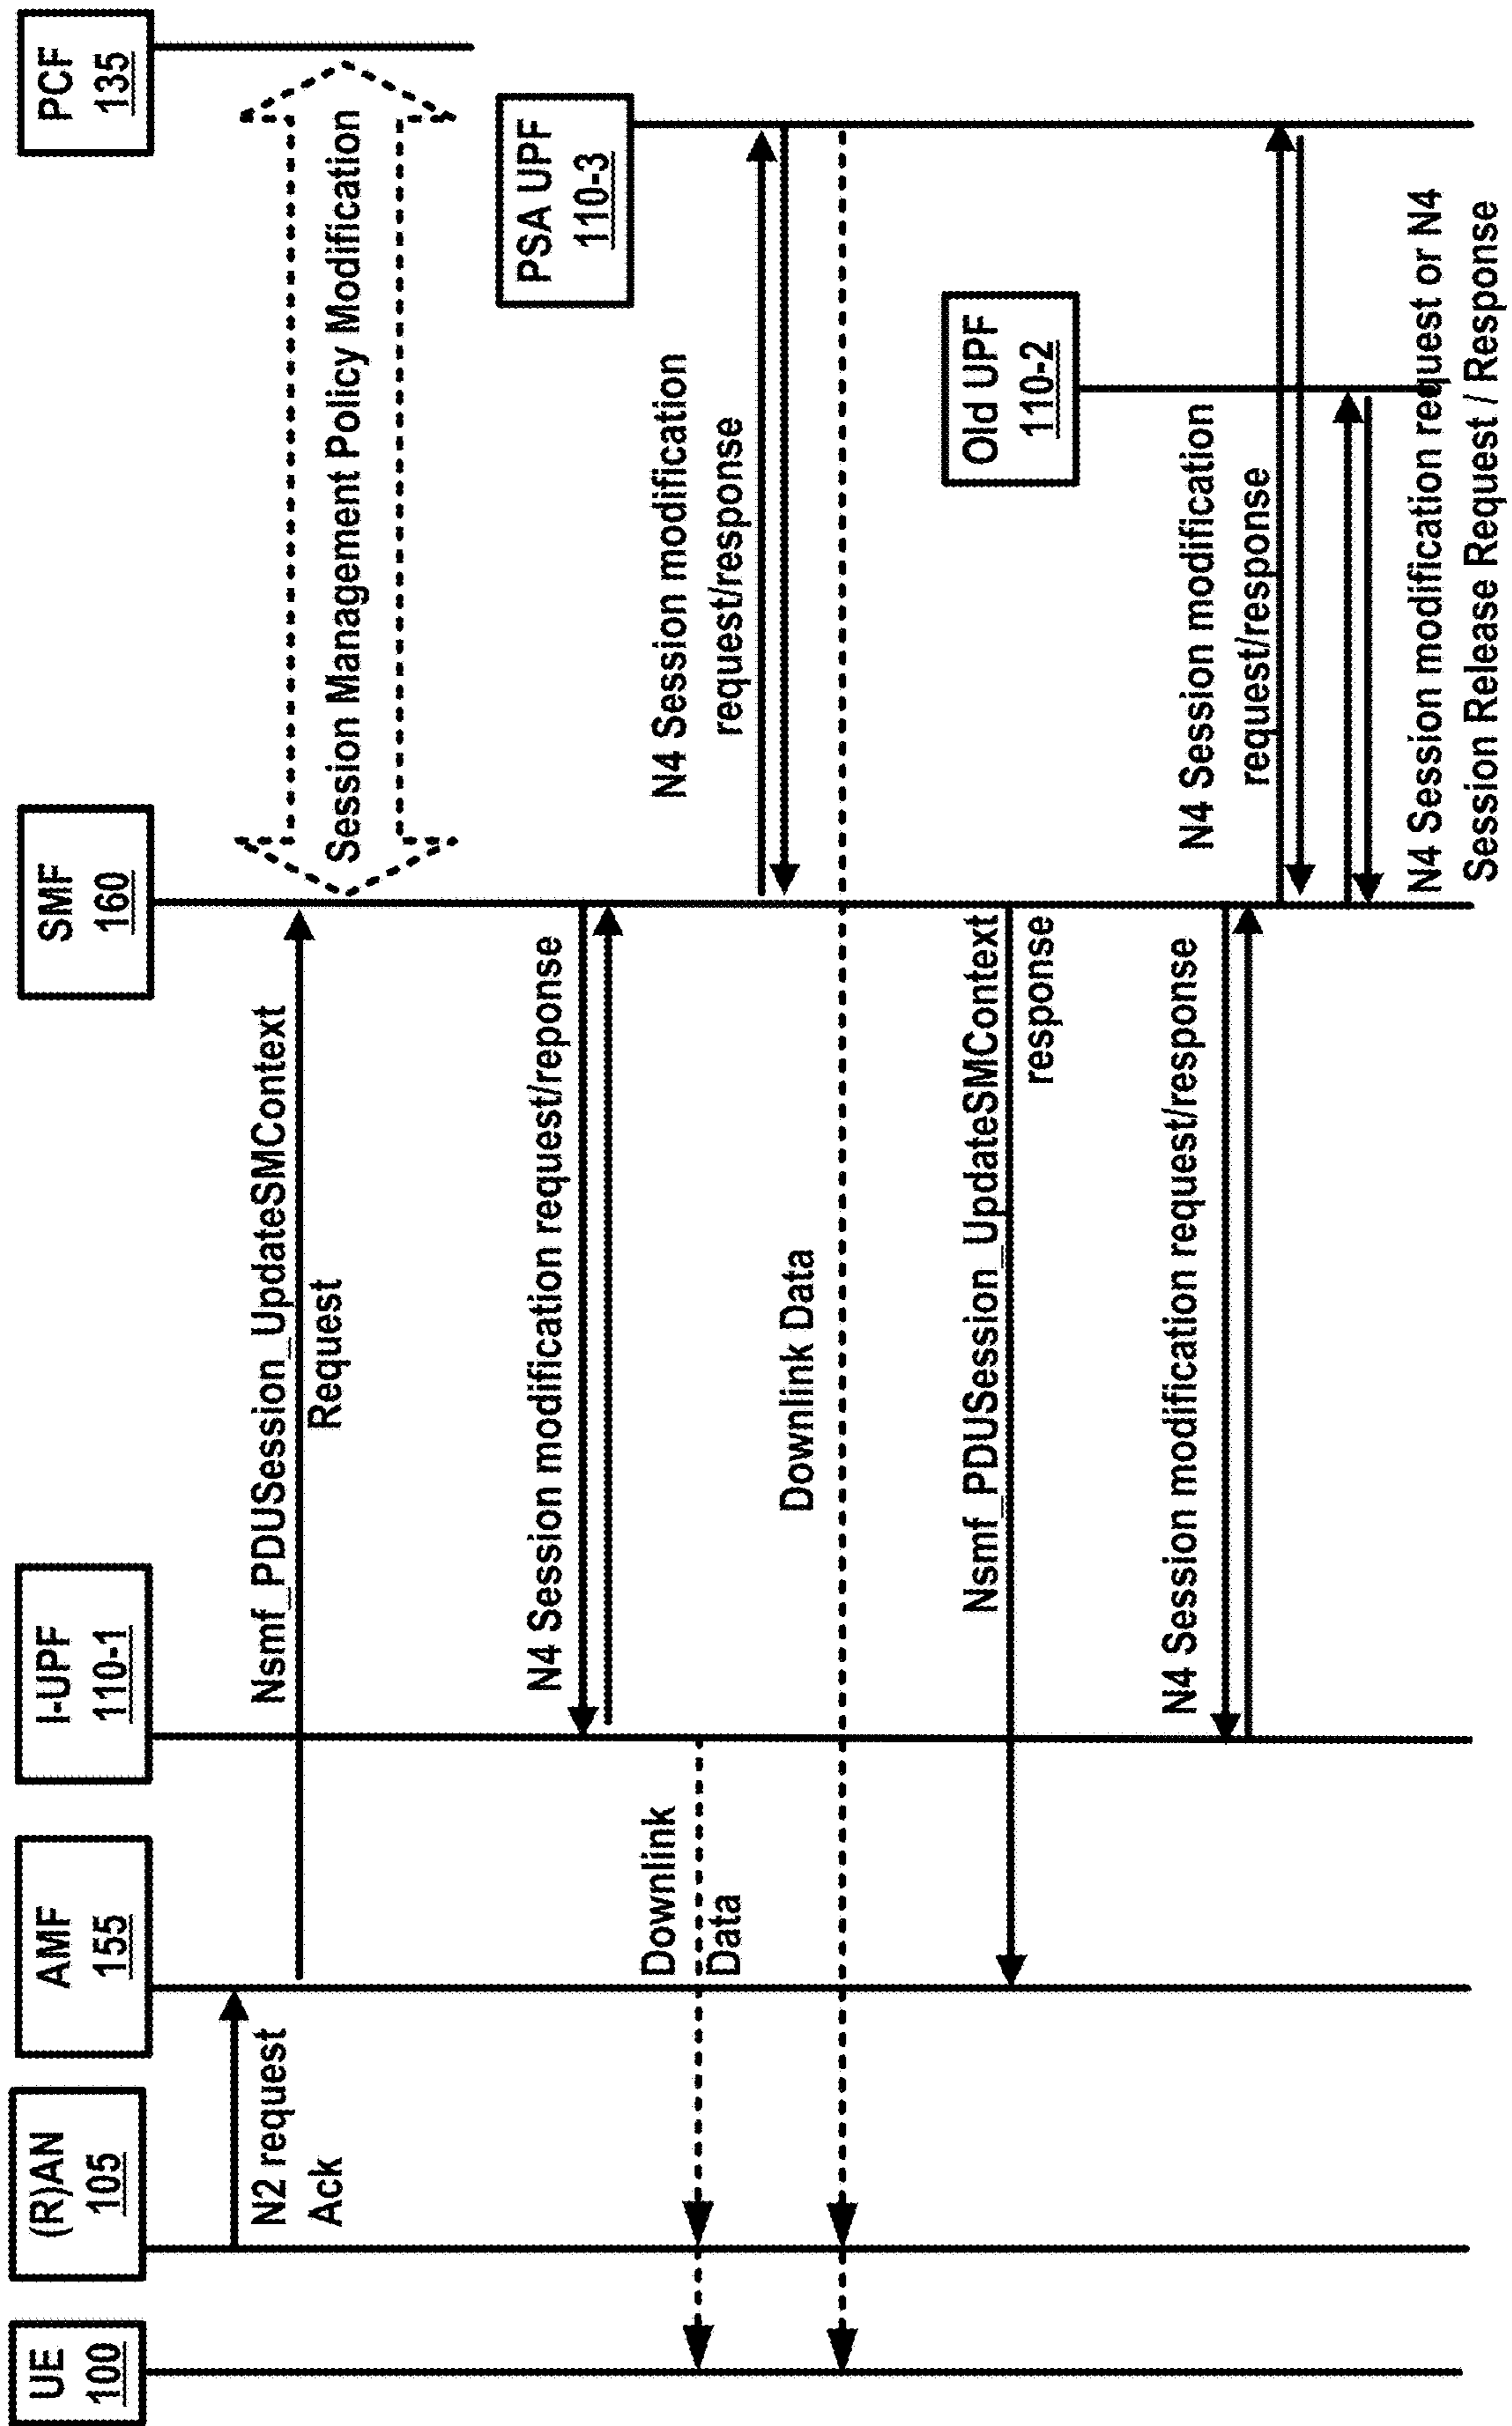 UE
100
(R)AN
105
AMF
155
I-UPF
110-1
SMF
160
PCF
135
N2 request
Ack
Nsmf_PDUSession_UpdateSMContext
Request
Session Management Policy Modification
N4 Session modification request/reponse
PSA UPF
110-3
Downlink
Data
N4 Session modification
request/response
Downlink Data
Old UPF
110-2
Nsmf_PDUSession_UpdateSMContext
response
N4 Session modification request/response
N4 Session modification
request/response
N4 Session modification request or N4
Session Release Request / Response